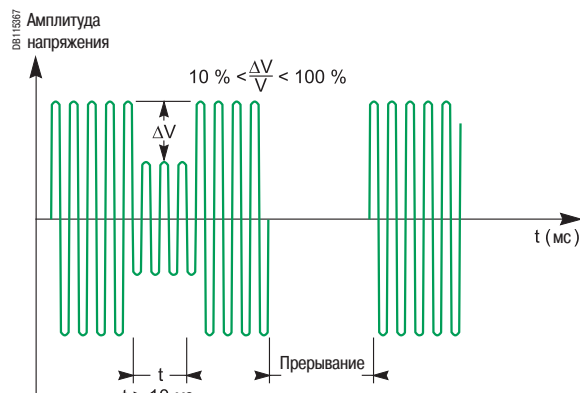 DB115367
Амплитуда
напряжения
10 % < ΔV/V < 100 %
ΔV
t (мс)
Прерывание
t